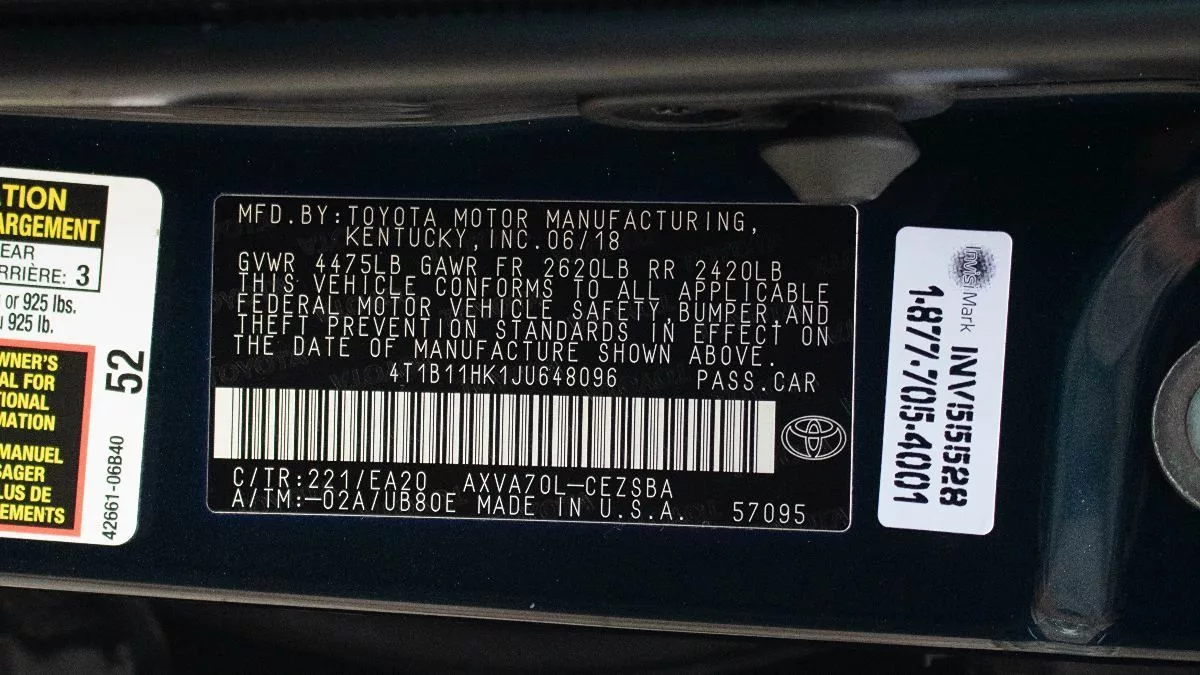 TION
ARGEMENT
EAR
RRIÈRE: 3
or 925 lbs.
925 lb.
WNER'S
AL FOR
TIONAL
MATION
MANUEL
SAGER
LUS DE
EMENTS
52
42661-06B40
MFD.BY:TOYOTA MOTOR MANUFACTURING,
KENTUCKY,INC.06/18
GVWR 4475LB GAWR FR 2620LB RR 2420LB
THIS VEHICLE CONFORMS TO ALL APPLICABLE
FEDERAL MOTOR VEHICLE SAFETY,BUMPER,AND
THEFT PREVENTION STANDARDS IN EFFECT ON
THE DATE OF MANUFACTURE SHOWN ABOVE.
4T1B11HK1JU648096 PASS.CAR
C/TR:221/EA20 AXVA70L-CEZSBA
A/TM:-02A/UB80E MADE IN U.S.A. 57095
InvisiMark INV15151528
1-877-705-4001